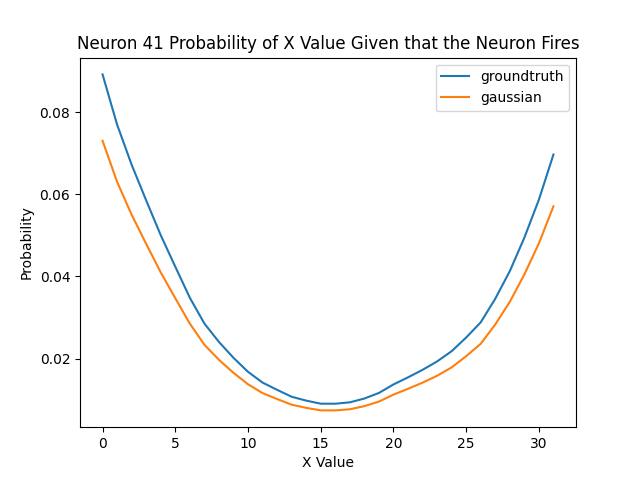 Neuron 41 Probability of X Value Given that the Neuron Fires
groundtruth
gaussian
Probability
0.08
0.06
0.04
0.02
0 5 10 15 20 25 30
X Value